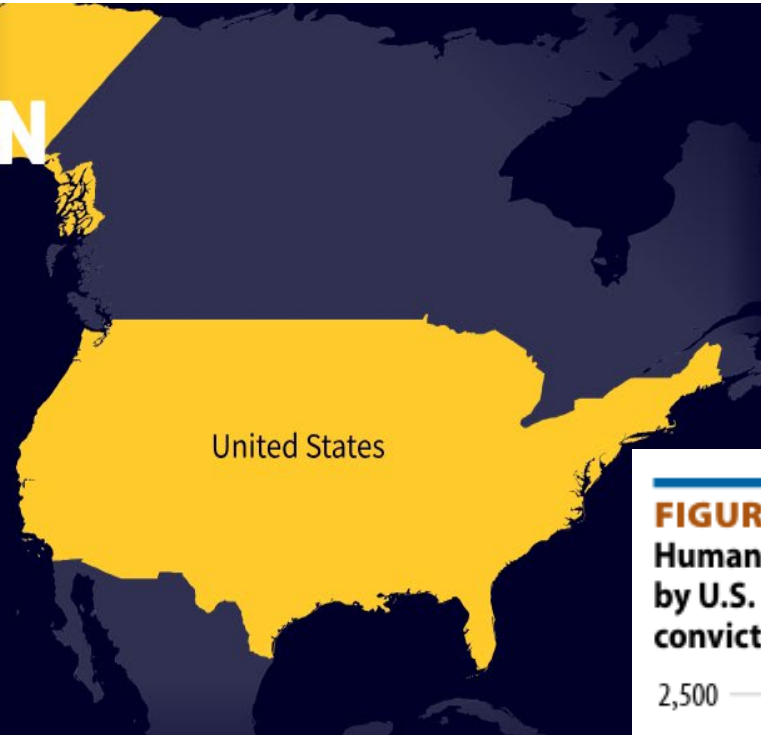 N
United States
FIGUR
Human
by U.S.
convict
2,500